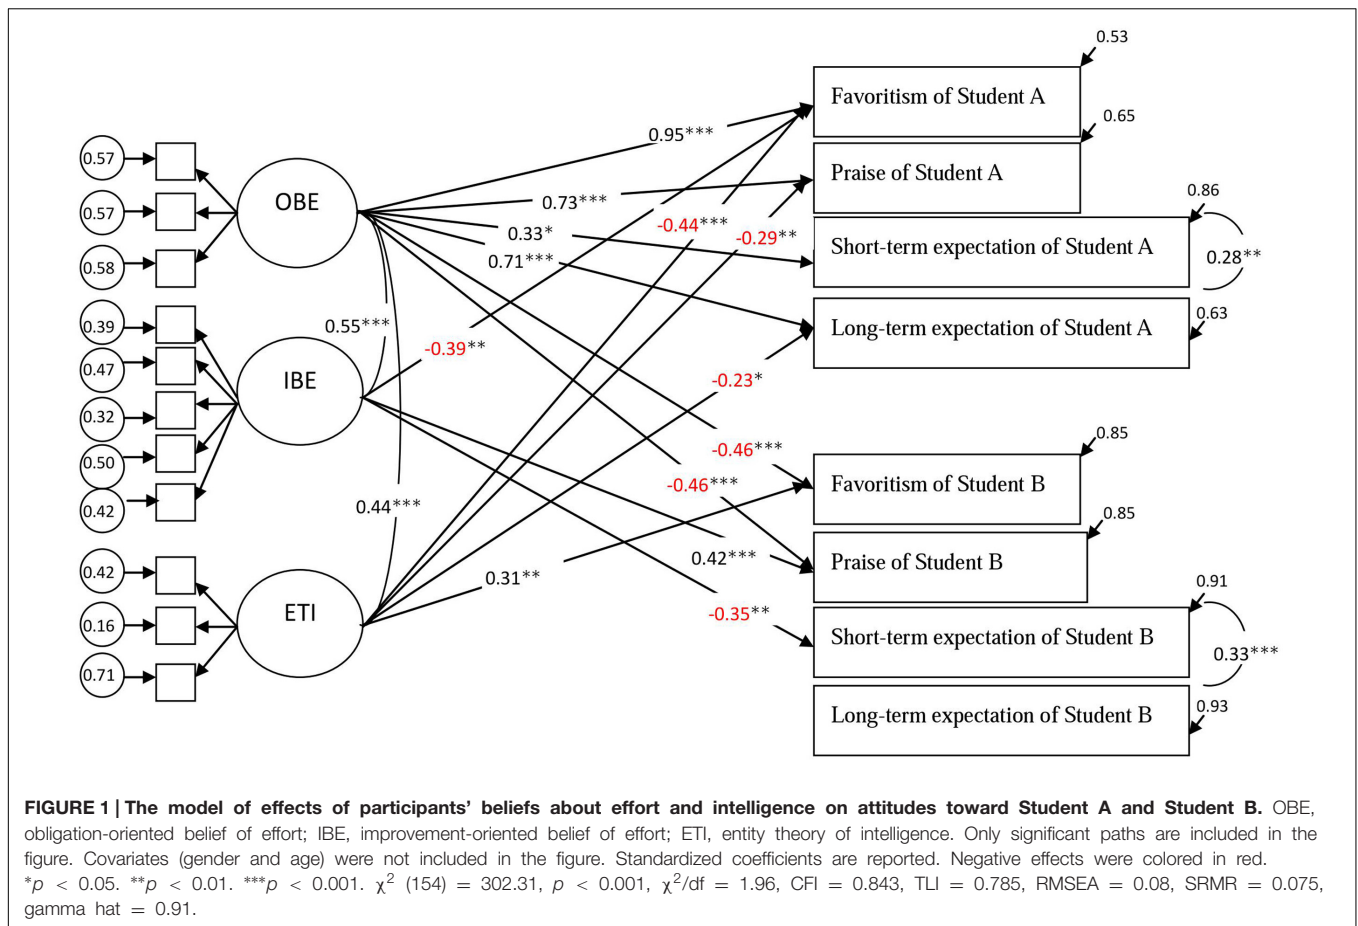 0.53
Favoritism of Student A
0.95***
0.65
0.57
OBE
Praise of Student A
0.73***
0.86
0.57
-0.44***
-0.29**
0.33*
Short-term expectation of Student A
0.28**
0.71***
0.58
0.63
0.39
0.55***
Long-term expectation of Student A
-0.39**
0.47
IBE
-0.23*
0.32
0.85
-0.46***
0.50
-0.46***
Favoritism of Student B
0.42
0.44***
0.85
0.42
0.42***
Praise of Student B
0.31**
0.91
0.16
ETI
-0.35**
Short-term expectation of Student B
0.33***
0.71
0.93
Long-term expectation of Student B
FIGURE 1 | The model of effects of participants' beliefs about effort and intelligence on attitudes toward Student A and Student B. OBE,
obligation-oriented belief of effort; IBE, improvement-oriented belief of effort; ETI, entity theory of intelligence. Only significant paths are included in the
figure. Covariates (gender and age) were not included in the figure. Standardized coefficients are reported. Negative effects were colored in red.
*p < 0.05. **p < 0.01. ***p < 0.001. χ² (154) = 302.31, p < 0.001, χ²/df = 1.96, CFI = 0.843, TLI = 0.785, RMSEA = 0.08, SRMR = 0.075,
gamma hat = 0.91.